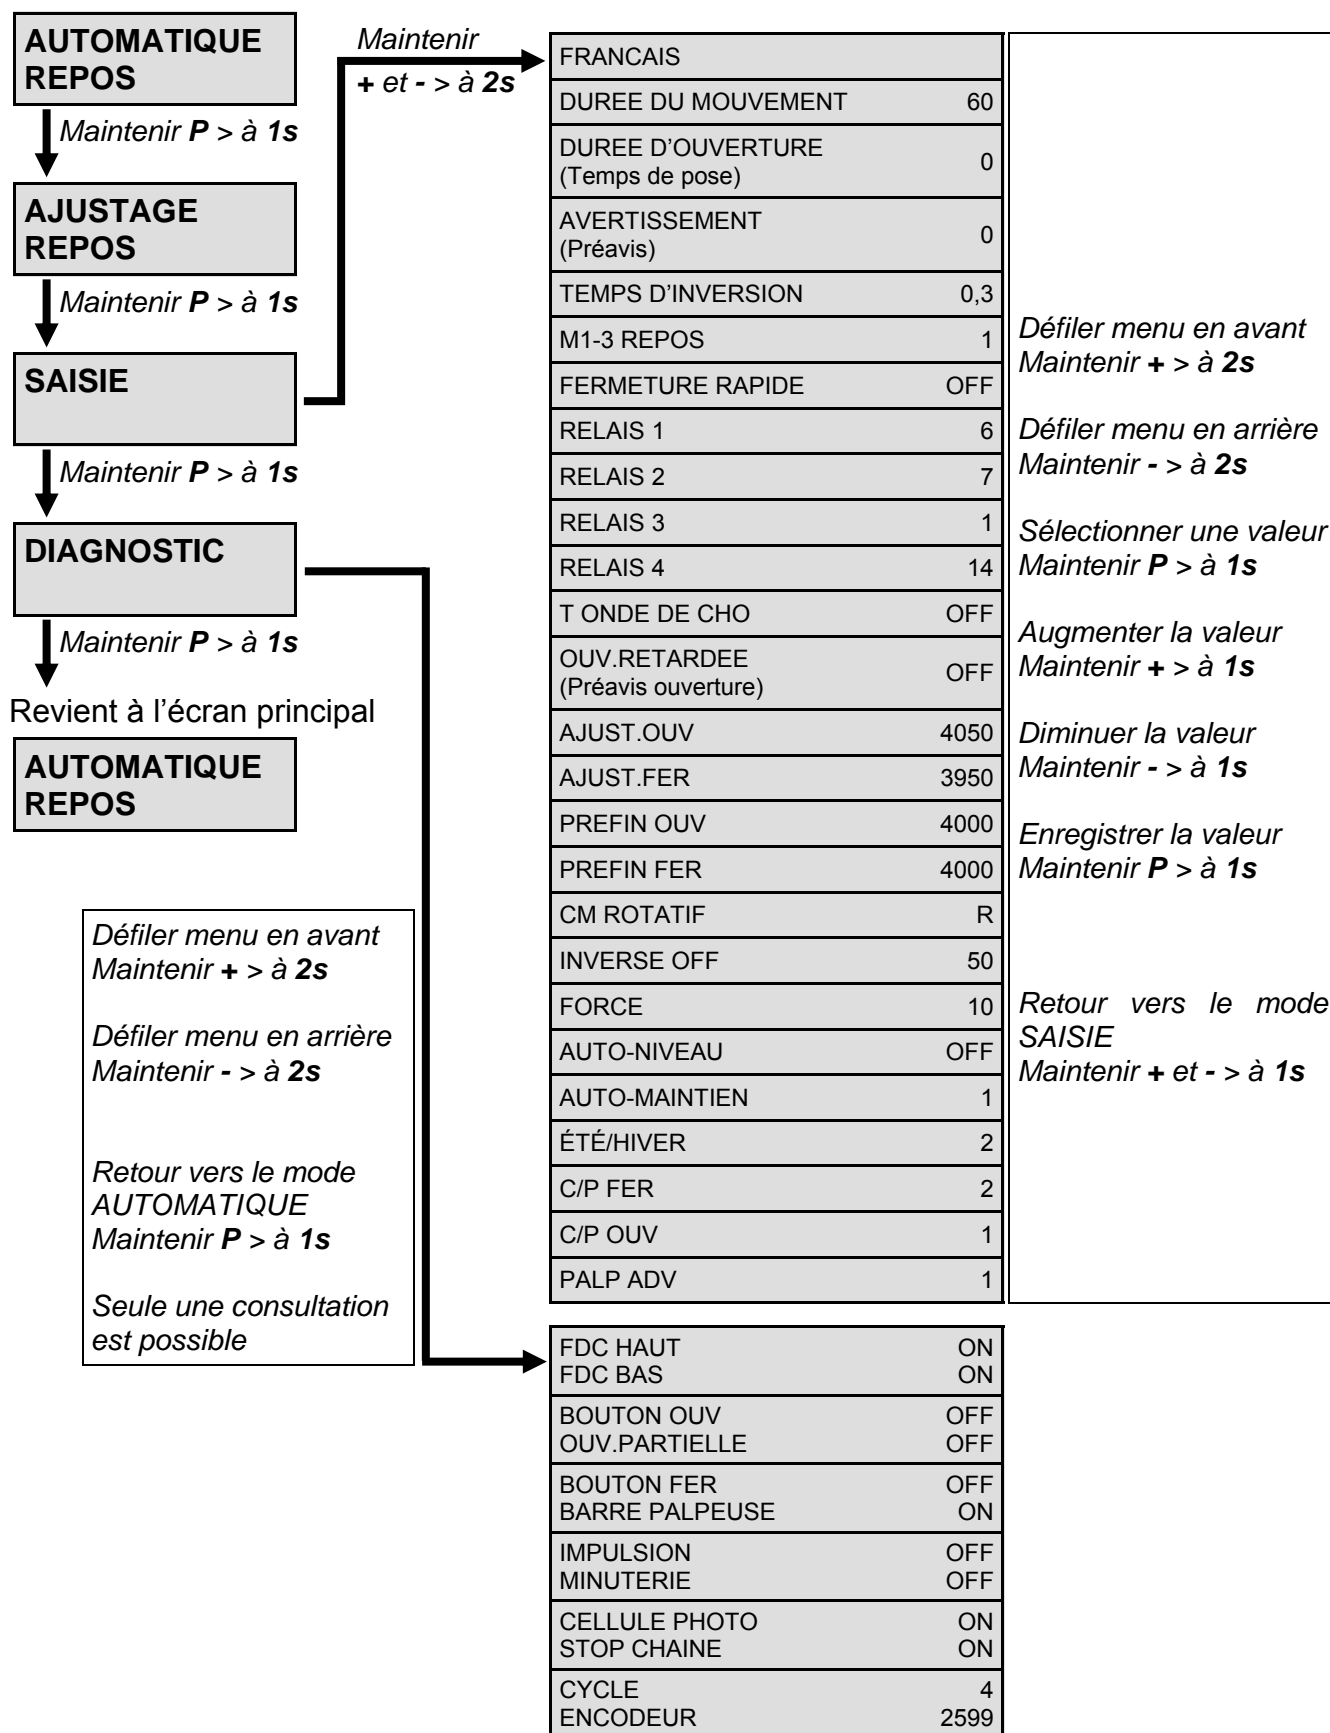 AUTOMATIQUE
REPOS
Maintenir P > à 1s
AJUSTAGE
REPOS
Maintenir P > à 1s
SAISIE
Maintenir P > à 1s
DIAGNOSTIC
Maintenir P > à 1s
Revient à l'écran principal
AUTOMATIQUE
REPOS
Défiler menu en avant
Maintenir + > à 2s
Défiler menu en arrière
Maintenir - > à 2s
Retour vers le mode
AUTOMATIQUE
Maintenir P > à 1s
Seule une consultation
est possible
Maintenir
+ et - > à 2s
FRANCAIS
DUREE DU MOUVEMENT 60
DUREE D'OUVERTURE
(Temps de pose) 0
AVERTISSEMENT
(Préavis) 0
TEMPS D'INVERSION 0,3
M1-3 REPOS 1
FERMETURE RAPIDE OFF
RELAIS 1 6
RELAIS 2 7
RELAIS 3 1
RELAIS 4 14
T ONDE DE CHO OFF
OUV.RETARDEE
(Préavis ouverture) OFF
AJUST.OUV 4050
AJUST.FER 3950
PREFIN OUV 4000
PREFIN FER 4000
CM ROTATIF R
INVERSE OFF 50
FORCE 10
AUTO-NIVEAU OFF
AUTO-MAINTIEN 1
ÉTÉ/HIVER 2
C/P FER 2
C/P OUV 1
PALP ADV 1
Défiler menu en avant
Maintenir + > à 2s
Défiler menu en arrière
Maintenir - > à 2s
Sélectionner une valeur
Maintenir P > à 1s
Augmenter la valeur
Maintenir + > à 1s
Diminuer la valeur
Maintenir - > à 1s
Enregistrer la valeur
Maintenir P > à 1s
Retour vers le mode
SAISIE
Maintenir + et - > à 1s
FDC HAUT ON
FDC BAS ON
BOUTON OUV OFF
OUV.PARTIELLE OFF
BOUTON FER OFF
BARRE PALPEUSE ON
IMPULSION OFF
MINUTERIE OFF
CELLULE PHOTO ON
STOP CHAINE ON
CYCLE 4
ENCODEUR 2599